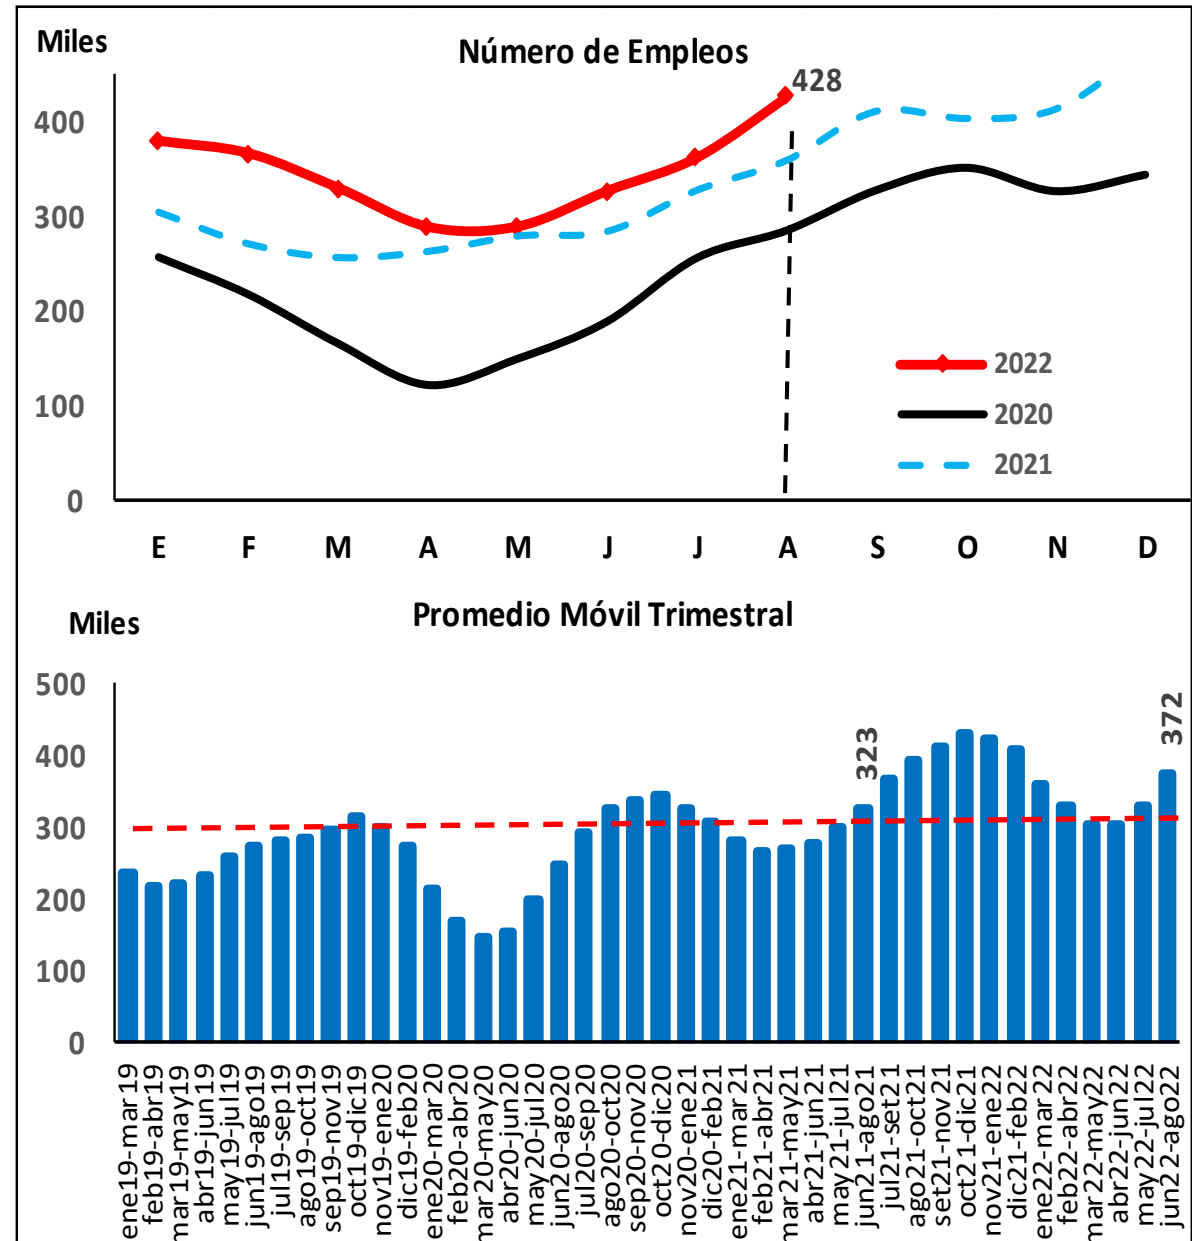 Miles
Número de Empleos
428
400
300
200
100
0
2022
2020
2021
E F M A M J J A S O N D
Miles
Promedio Móvil Trimestral
500
400
300
200
100
0
323
372
ene19-mar19
feb19-abr19
mar19-may19
abr19-jun19
may19-jul19
jun19-ago19
jul19-sep19
ago19-oct19
sep19-nov19
oct19-dic19
nov19-ene20
dic19-feb20
ene20-mar20
feb20-abr20
mar20-may20
abr20-jun20
may20-jul20
jun20-ago20
jul20-sep20
ago20-oct20
sep20-nov20
oct20-dic20
nov20-ene21
dic20-feb21
ene21-mar21
feb21-abr21
mar21-may21
abr21-jun21
may21-jul21
jun21-ago21
jul21-set21
ago21-oct21
set21-nov21
oct21-dic21
nov21-ene22
dic21-feb22
ene22-mar22
feb22-abr22
mar22-may22
abr22-jun22
may22-jul22
jun22-ago22